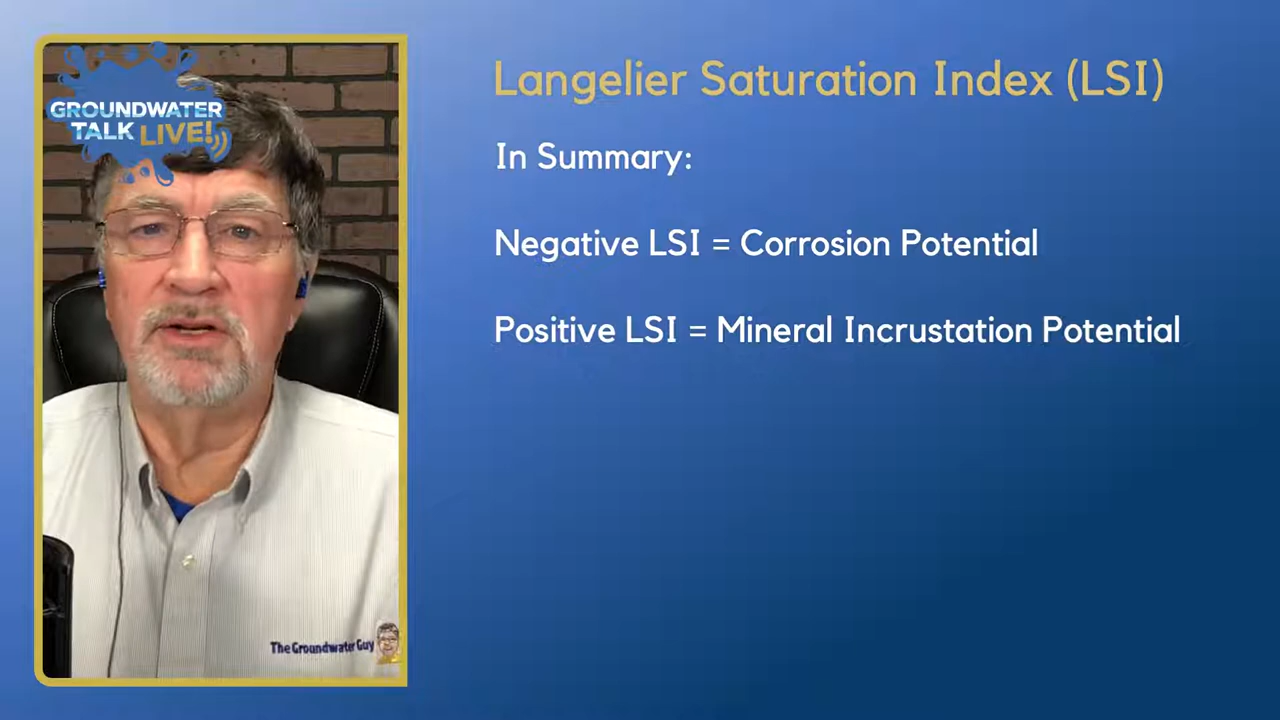 GROUNDWATER
TALK LIVE!
Langelier Saturation Index (LSI)
In Summary:
Negative LSI = Corrosion Potential
Positive LSI = Mineral Incrustation Potential
The Groundwater Guy